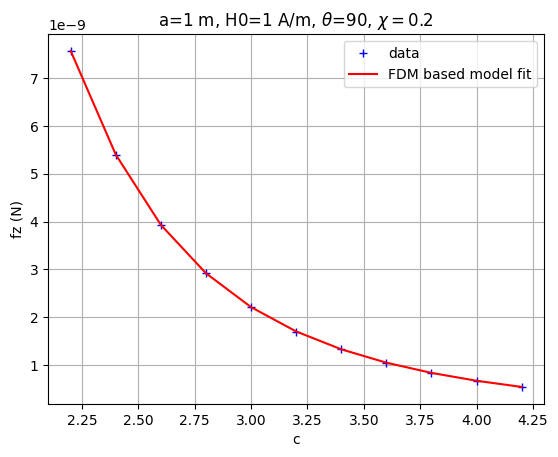 a=1 m, H0=1 A/m, θ=90, χ = 0.2
1e−9
data
FDM based model fit
7
6
5
4
3
2
1
fz (N)
2.25 2.50 2.75 3.00 3.25 3.50 3.75 4.00 4.25
c